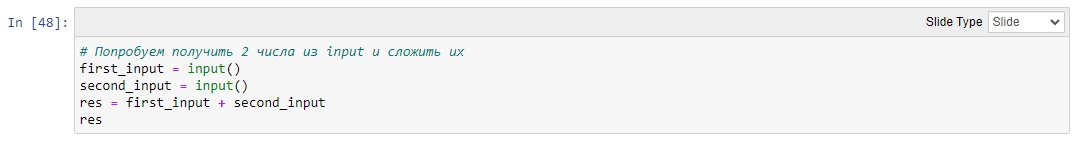 In [48]:
Slide Type Slide
# Попробуем получить 2 числа из input и сложить их
first_input = input()
second_input = input()
res = first_input + second_input
res